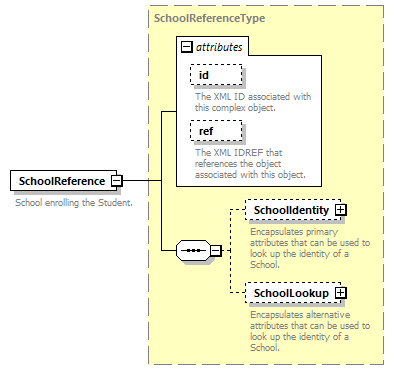 SchoolReferenceType
attributes
id
The XML ID associated with
this complex object.
ref
The XML IDREF that
references the object
associated with this object.
SchoolReference
School enrolling the Student.
SchoolIdentity
Encapsulates primary
attributes that can be used to
look up the identity of a
School.
SchoolLookup
Encapsulates alternative
attributes that can be used to
look up the identity of a
School.